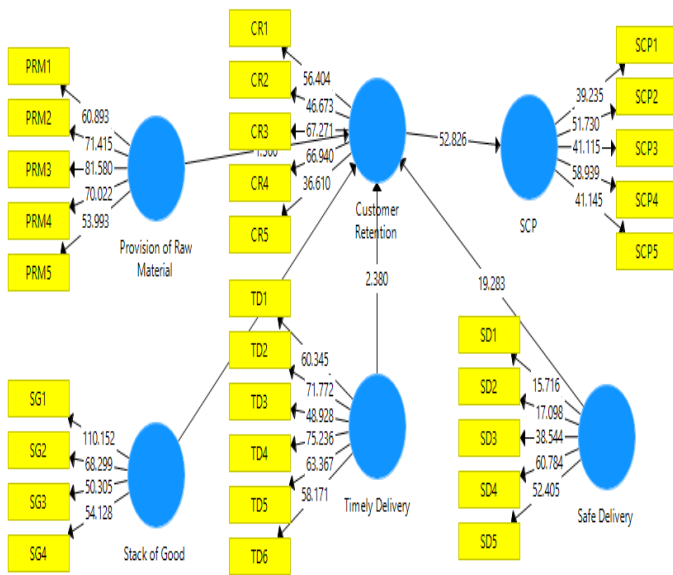 PRM1
PRM2
PRM3
PRM4
PRM5
60.893
71.415
81.580
70.022
53.993
Provision of Raw
Material
CR1
CR2
CR3
CR4
CR5
56.404
46.673
67.271
66.940
36.610
Customer
Retention
52.826
SCP1
SCP2
SCP3
SCP4
SCP5
39.235
51.730
41.115
58.939
41.145
SCP
SG1
SG2
SG3
SG4
110.152
68.299
50.305
54.128
Stack of Good
TD1
TD2
TD3
TD4
TD5
TD6
60.345
71.772
48.928
75.236
63.367
58.171
Timely Delivery
2.380
19.283
SD1
SD2
SD3
SD4
SD5
15.716
17.098
38.544
60.784
52.405
Safe Delivery